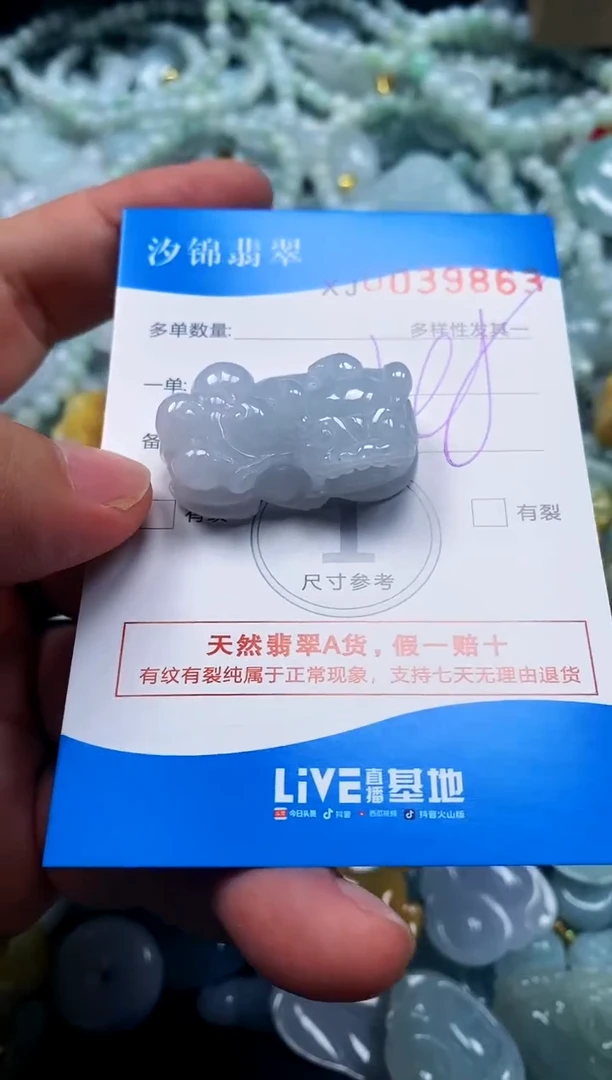 汐锦翡翠
XJ0039863
多单数量:
多样性发其一
一单:
备
有纹
有裂
1
尺寸参考
天然翡翠A货，假一赔十
有纹有裂纯属于正常现象，支持七天无理由退货
LiVE直播基地
今日头条 抖音 西瓜视频 抖音火山版